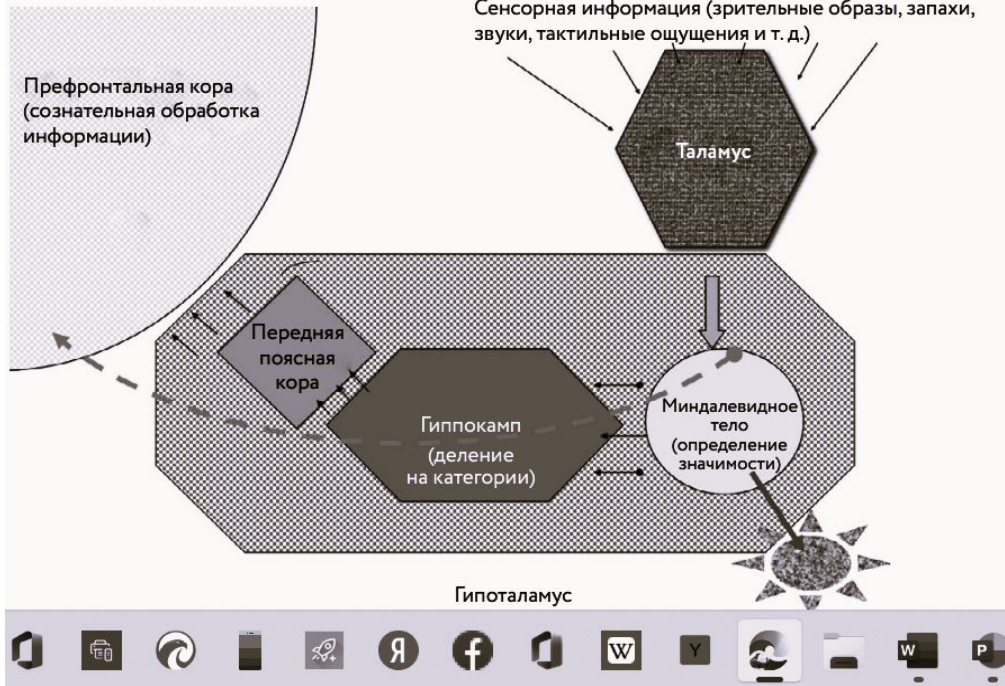 Сенсорная информация (зрительные образы, запахи,
звуки, тактильные ощущения и т. д.)
Префронтальная кора
(сознательная обработка
информации)
Таламус
Передняя
поясная
кора
Гиппокамп
(деление
на категории)
Миндалевидное
тело
(определение
значимости)
Гипоталамус
Я
f
W
Y
W
P